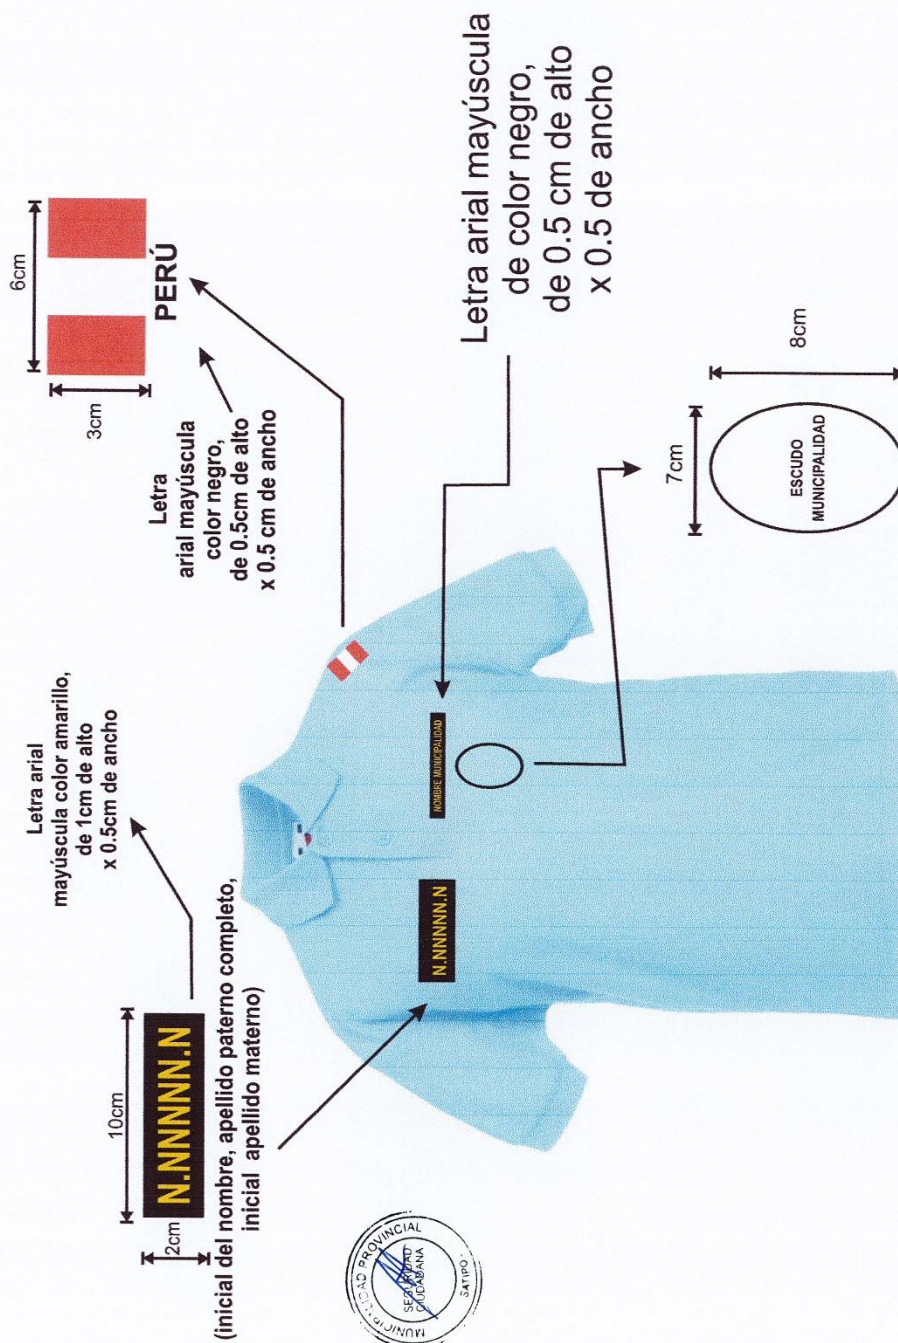 10cm
2cm
N.NNNNN.N
(inicial del nombre, apellido paterno completo,
inicial apellido materno)
Letra arial
mayúscula color amarillo,
de 1cm de alto
x 0.5cm de ancho
6cm
3cm
PERÚ
Letra
arial mayúscula
color negro,
de 0.5cm de alto
x 0.5 cm de ancho
N.NNNNN.N
NOMBRE MUNICIPALIDAD
Letra arial mayúscula
de color negro,
de 0.5 cm de alto
x 0.5 de ancho
7cm
8cm
ESCUDO
MUNICIPALIDAD
MUNICIPALIDAD PROVINCIAL
SEGURIDAD
CIUDADANA
SATIPO